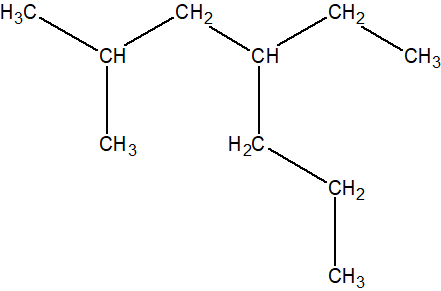 H₃C CH₂ CH₂
CH CH CH₃
CH₃ H₂C
CH₂
CH₃